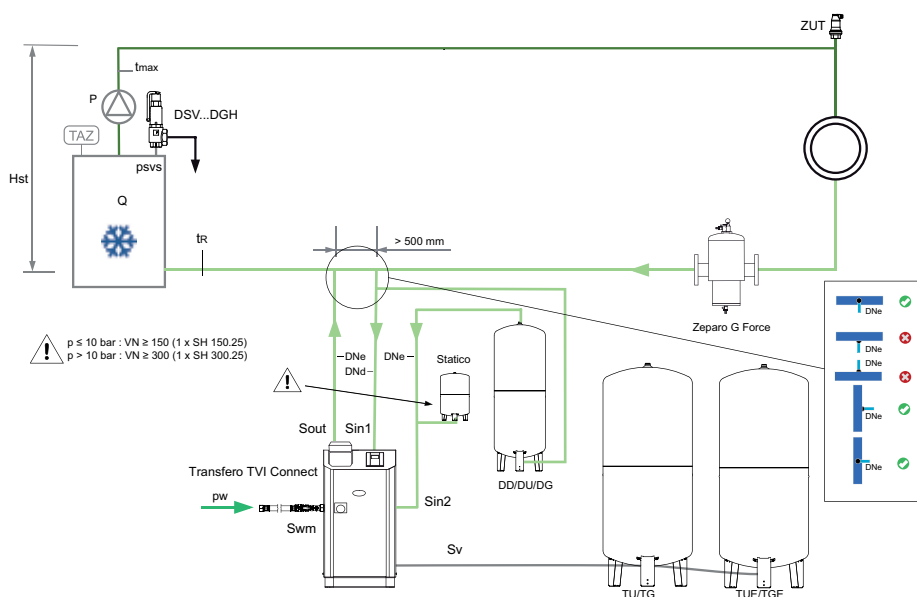 ZUT
tmax
P
DSV...DGH
TAZ
psvs
Hst
Q
tR
> 500 mm
Zeparo G Force
DNe
DNe
DNe
DNe
DNe
p ≤ 10 bar : VN ≥ 150 (1 x SH 150.25)
p > 10 bar : VN ≥ 300 (1 x SH 300.25)
DNe
DNd
DNe
Statico
Sout
Sin1
Transfero TVI Connect
DD/DU/DG
pw
Sin2
Swm
Sv
TU/TG
TUE/TGE